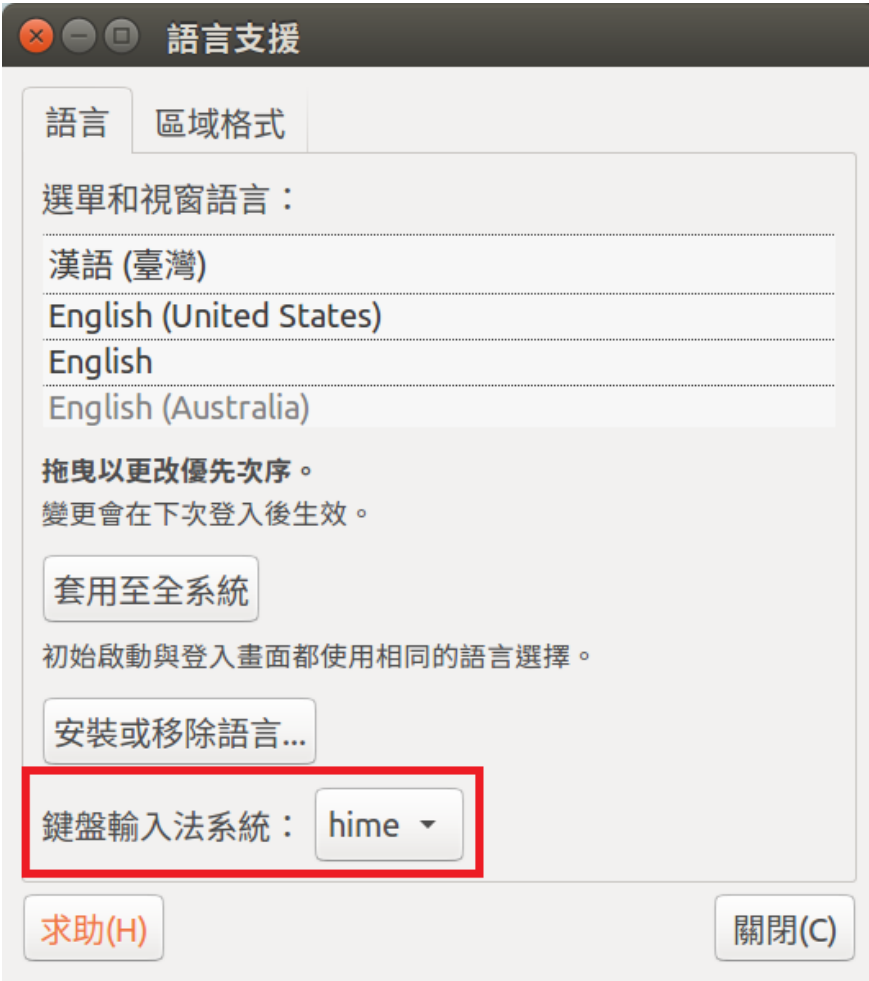 語言支援
語言 區域格式
選單和視窗語言：
漢語 (臺灣)
English (United States)
English
English (Australia)
拖曳以更改優先次序。
變更會在下次登入後生效。
套用至全系統
初始啟動與登入畫面都使用相同的語言選擇。
安裝或移除語言...
鍵盤輸入法系統： hime
求助(H) 關閉(C)